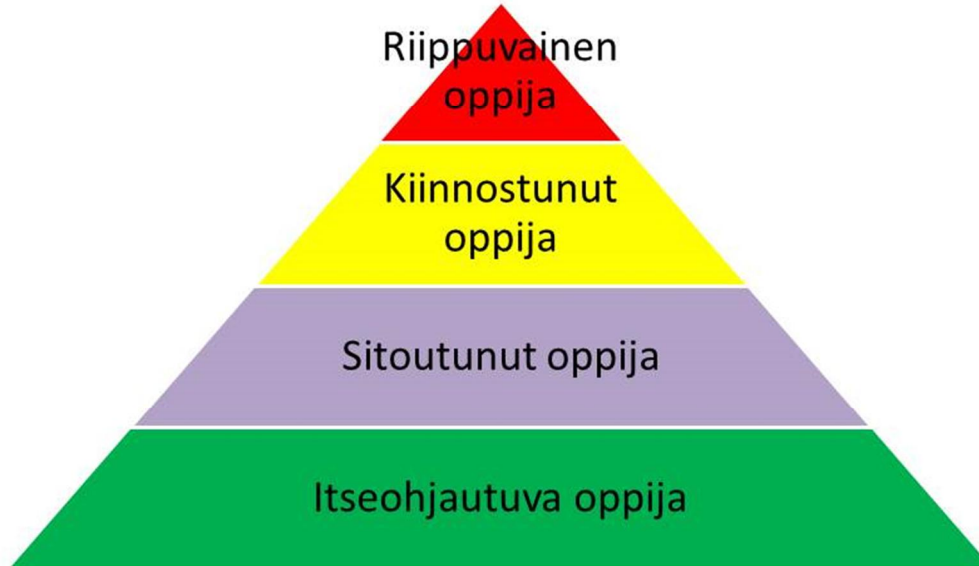 Riippuvainen
oppija
Kiinnostunut
oppija
Sitoutunut oppija
Itseohjautuva oppija